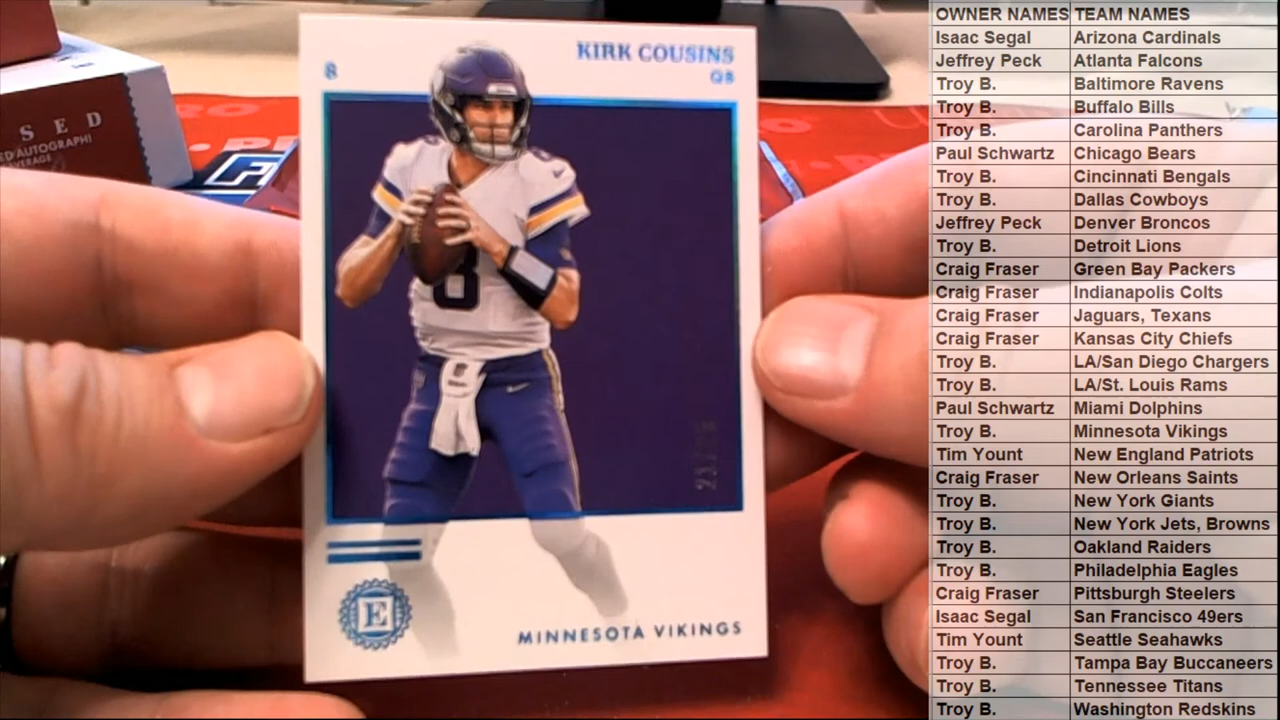 KIRK COUSINS
8
QB
8
23/25
E
MINNESOTA VIKINGS
S E D
ED AUTOGRAPH!
OWNER NAMES TEAM NAMES
Isaac Segal Arizona Cardinals
Jeffrey Peck Atlanta Falcons
Troy B. Baltimore Ravens
Troy B. Buffalo Bills
Troy B. Carolina Panthers
Paul Schwartz Chicago Bears
Troy B. Cincinnati Bengals
Troy B. Dallas Cowboys
Jeffrey Peck Denver Broncos
Troy B. Detroit Lions
Craig Fraser Green Bay Packers
Craig Fraser Indianapolis Colts
Craig Fraser Jaguars, Texans
Craig Fraser Kansas City Chiefs
Troy B. LA/San Diego Chargers
Troy B. LA/St. Louis Rams
Paul Schwartz Miami Dolphins
Troy B. Minnesota Vikings
Tim Yount New England Patriots
Craig Fraser New Orleans Saints
Troy B. New York Giants
Troy B. New York Jets, Browns
Troy B. Oakland Raiders
Troy B. Philadelphia Eagles
Craig Fraser Pittsburgh Steelers
Isaac Segal San Francisco 49ers
Tim Yount Seattle Seahawks
Troy B. Tampa Bay Buccaneers
Troy B. Tennessee Titans
Troy B. Washington Redskins